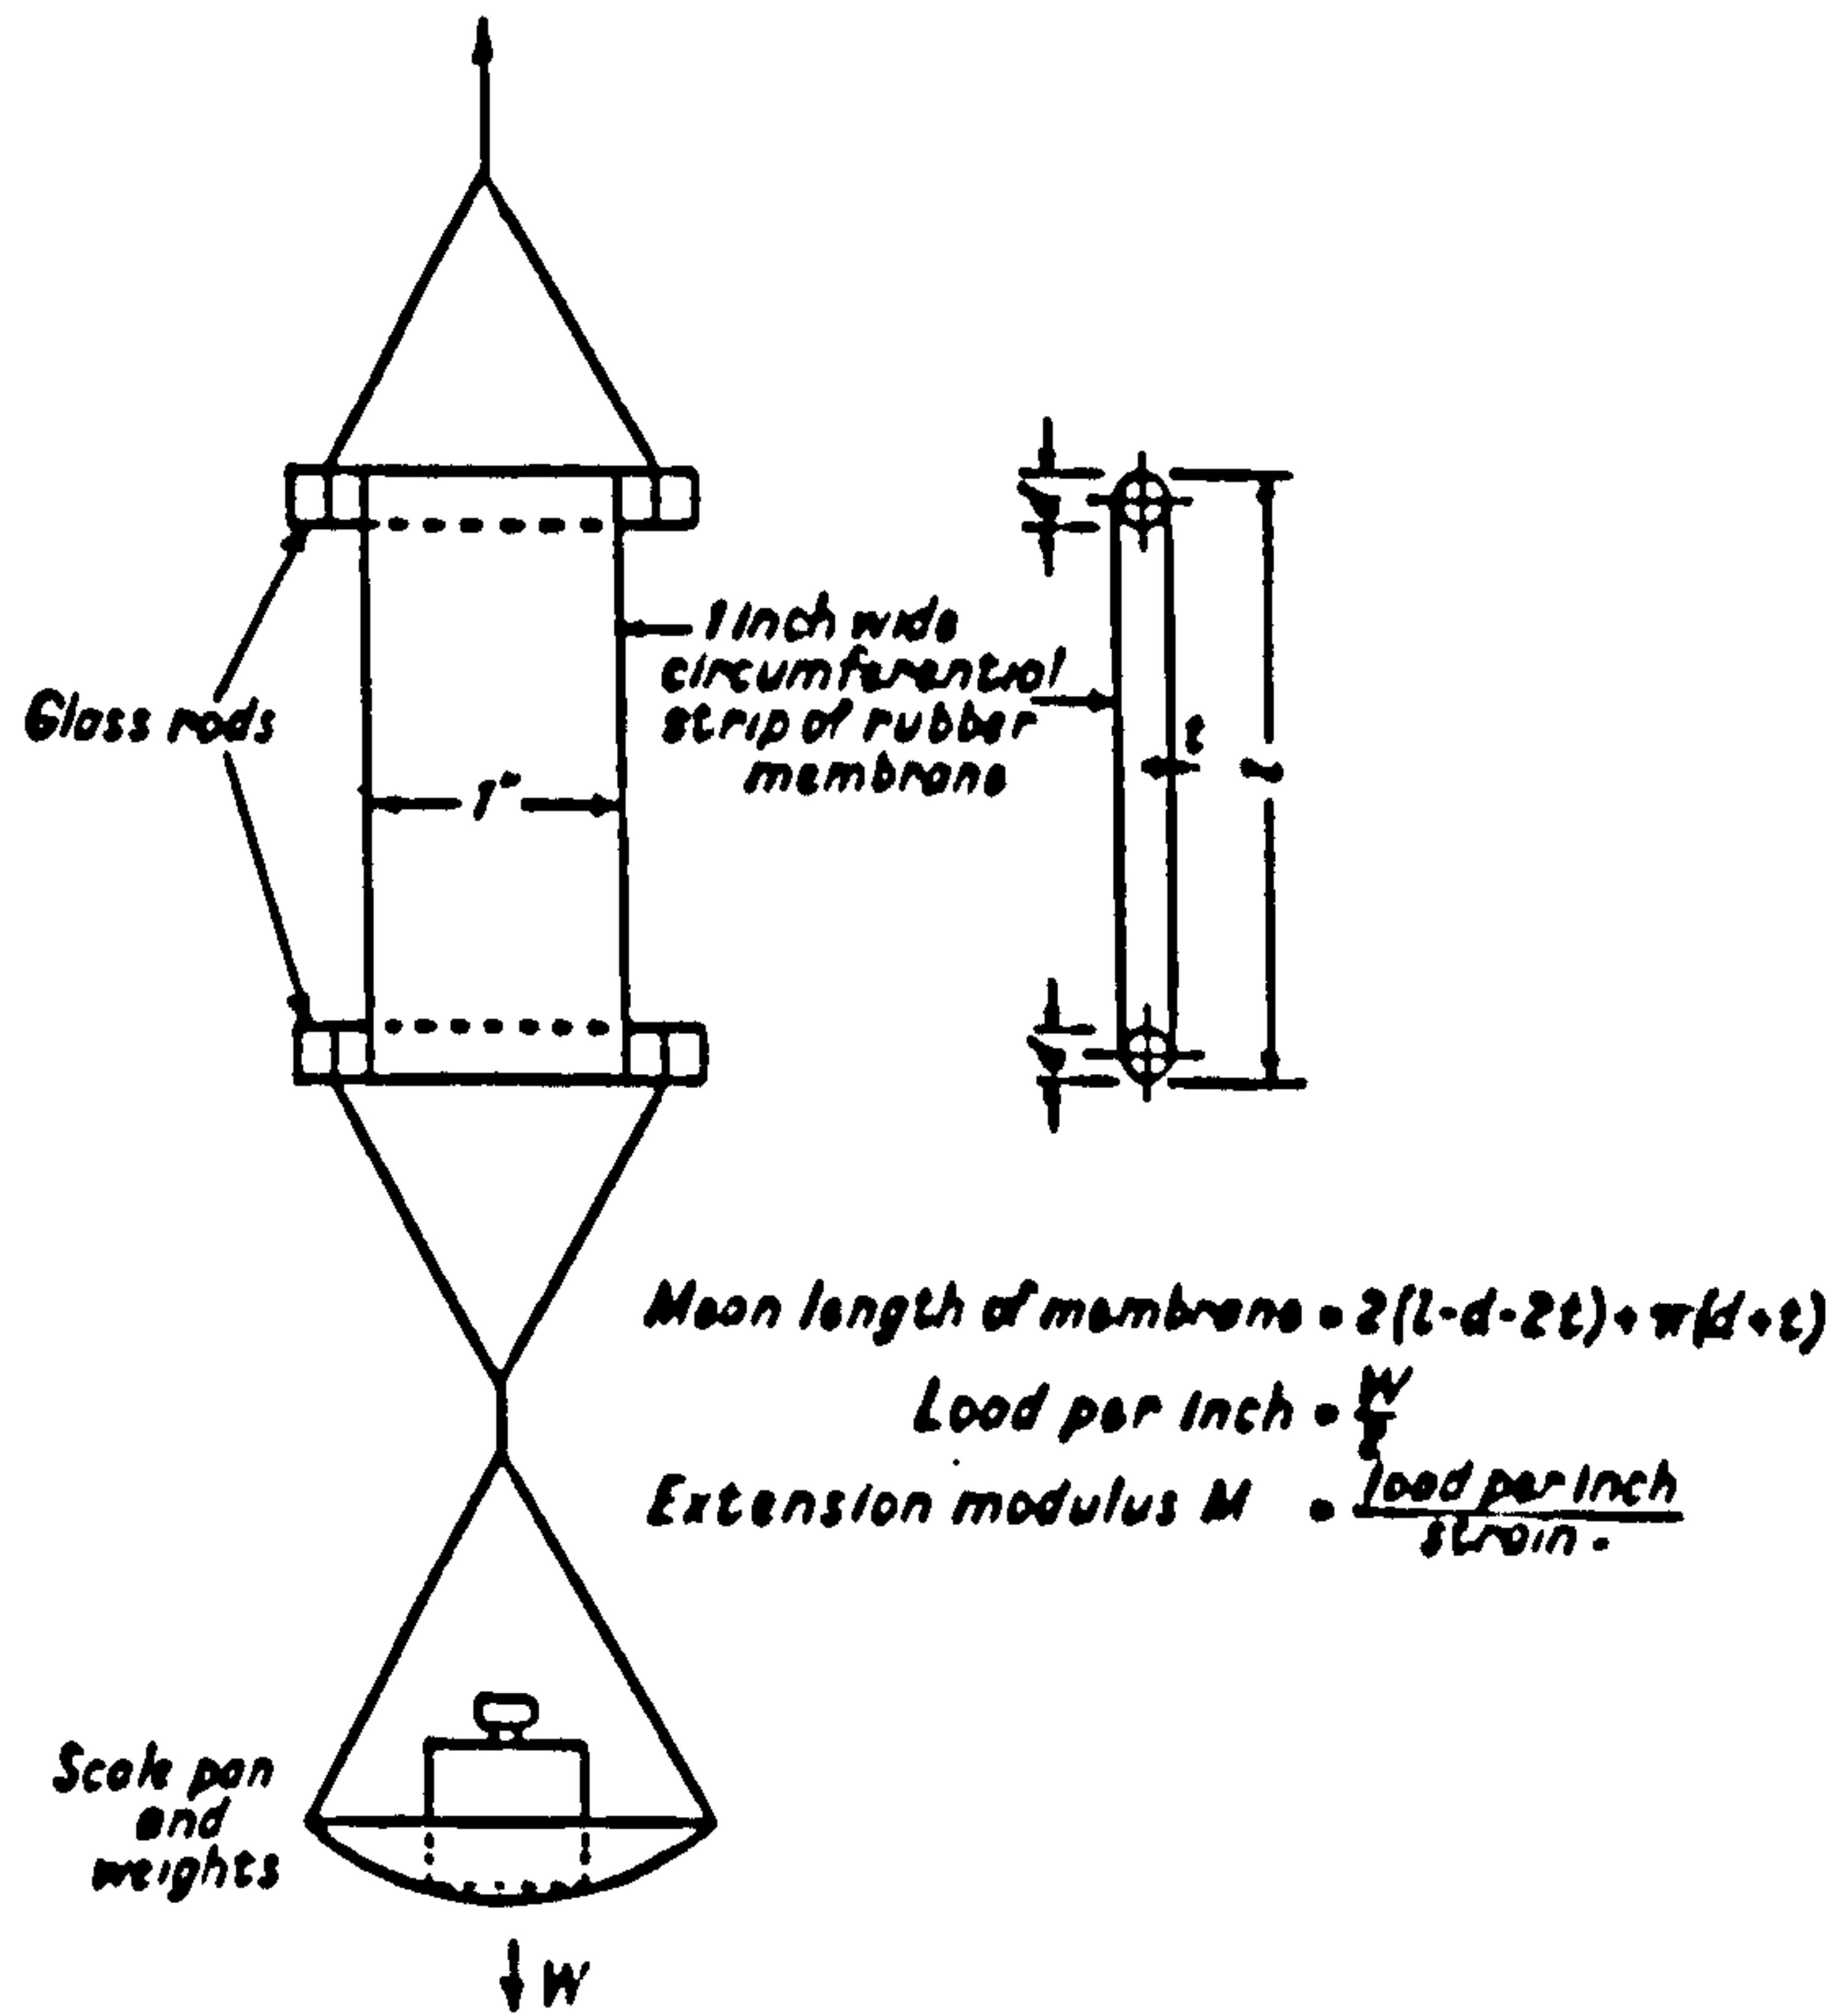 Glass rods
1 inch wide
circumferential
strip of rubber
membrane
1"
t
l
d
d
Mean length of membrane = 2(l-d-2t)+π(d+t)
Load per inch = W/2
Extension modulus M = load per inch
strain.
Scale pan
and
weights
W